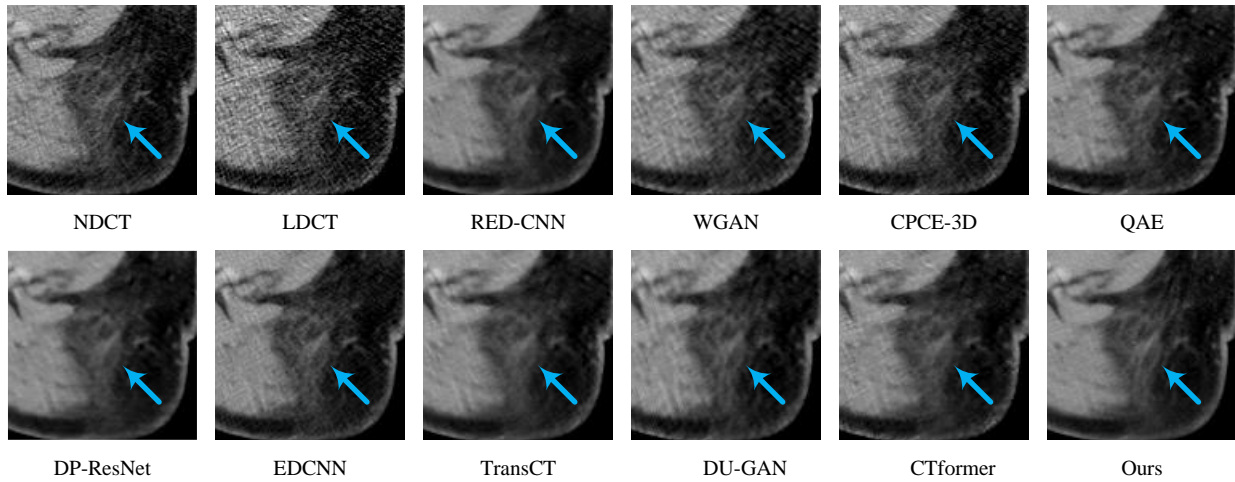 NDCT LDCT RED-CNN WGAN CPCE-3D QAE
DP-ResNet EDCNN TransCT DU-GAN CTformer Ours